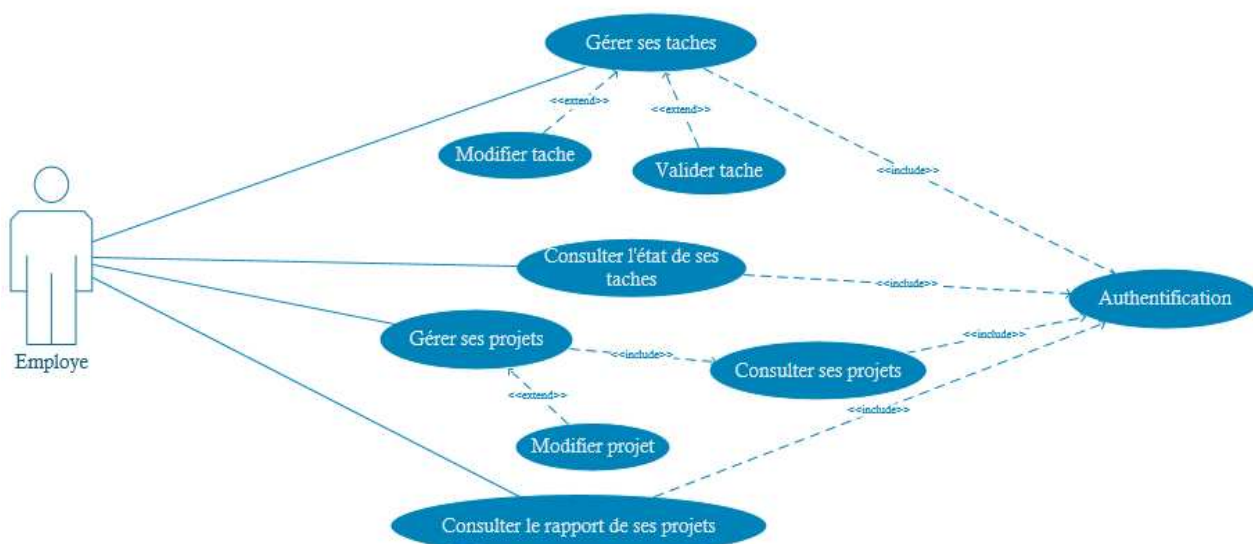 Gérer ses taches
<<extend>>
<<extend>>
Modifier tache
Valider tache
<<include>>
Consulter l'état de ses
taches
<<include>>
Authentification
Employe
Gérer ses projets
<<include>>
<<include>>
Consulter ses projets
<<extend>>
<<include>>
Modifier projet
Consulter le rapport de ses projets